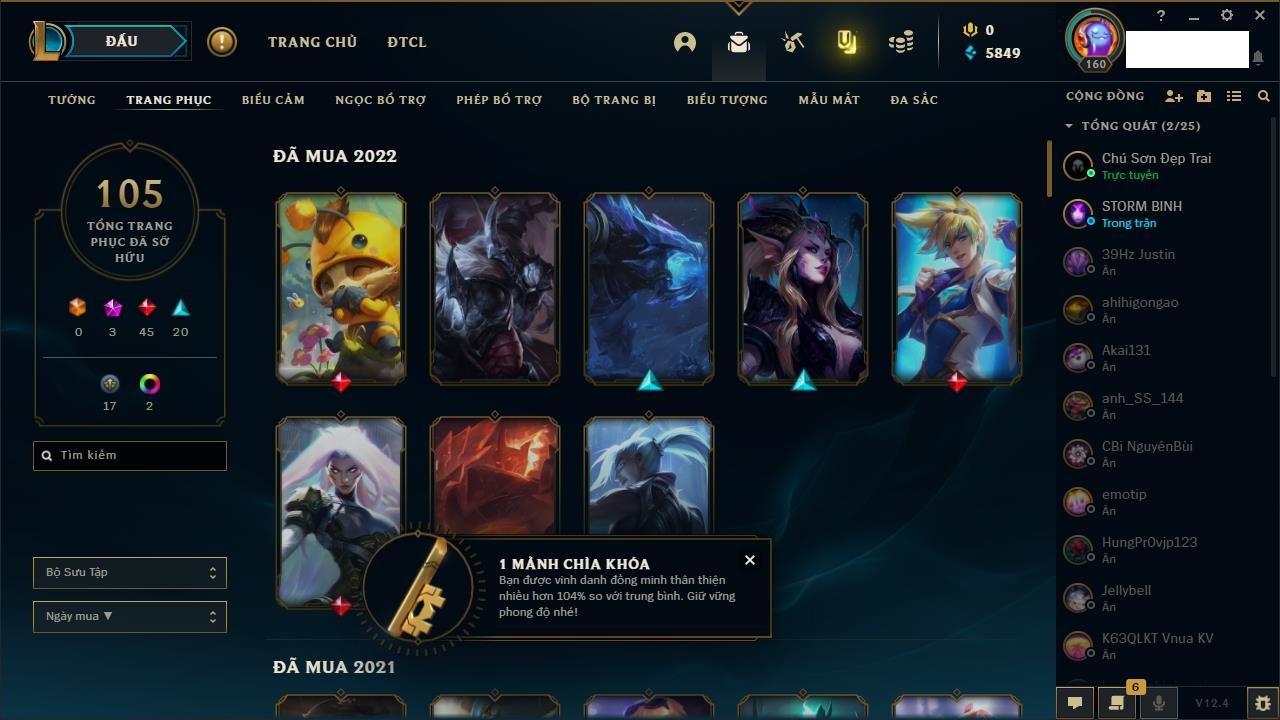 ĐẤU
TRANG CHỦ
ĐTCL
0
5849
160
TƯỚNG
TRANG PHỤC
BIỂU CẢM
NGỌC BỔ TRỢ
PHÉP BỔ TRỢ
BỘ TRANG BỊ
BIỂU TƯỢNG
MẪU MẮT
ĐA SẮC
CỘNG ĐỒNG
TỔNG QUÁT (2/25)
105
TỔNG TRANG
PHỤC ĐÃ SỞ
HỮU
0
3
45
20
17
2
Tìm kiếm
Bộ Sưu Tập
Ngày mua ▼
ĐÃ MUA 2022
1 MẢNH CHÌA KHÓA
Bạn được vinh danh đồng minh thân thiện
nhiều hơn 104% so với trung bình. Giữ vững
phong độ nhé!
ĐÃ MUA 2021
Chú Sơn Đẹp Trai
Trực tuyến
STORM BINH
Trong trận
39Hz Justin
Ẩn
ahihigongao
Ẩn
Akai131
Ẩn
anh_SS_144
Ẩn
CBi NguyênBùi
Ẩn
emotip
Ẩn
HungPr0vjp123
Ẩn
Jellybell
Ẩn
K63QLKT Vnua KV
Ẩn
6
V12.4